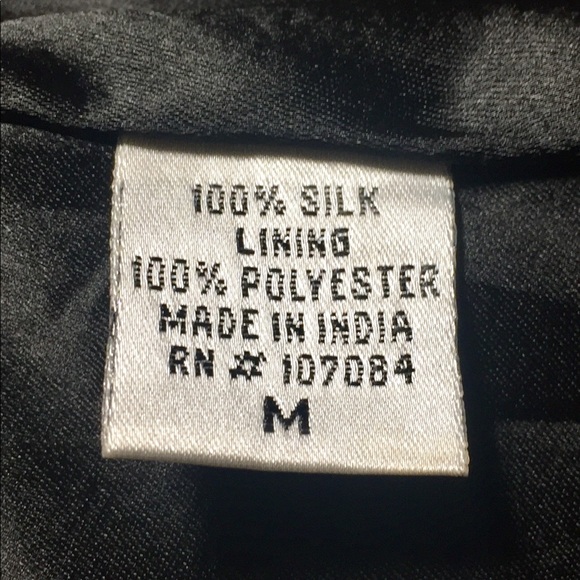 100% SILK
LINING
100% POLYESTER
MADE IN INDIA
RN # 107084
M